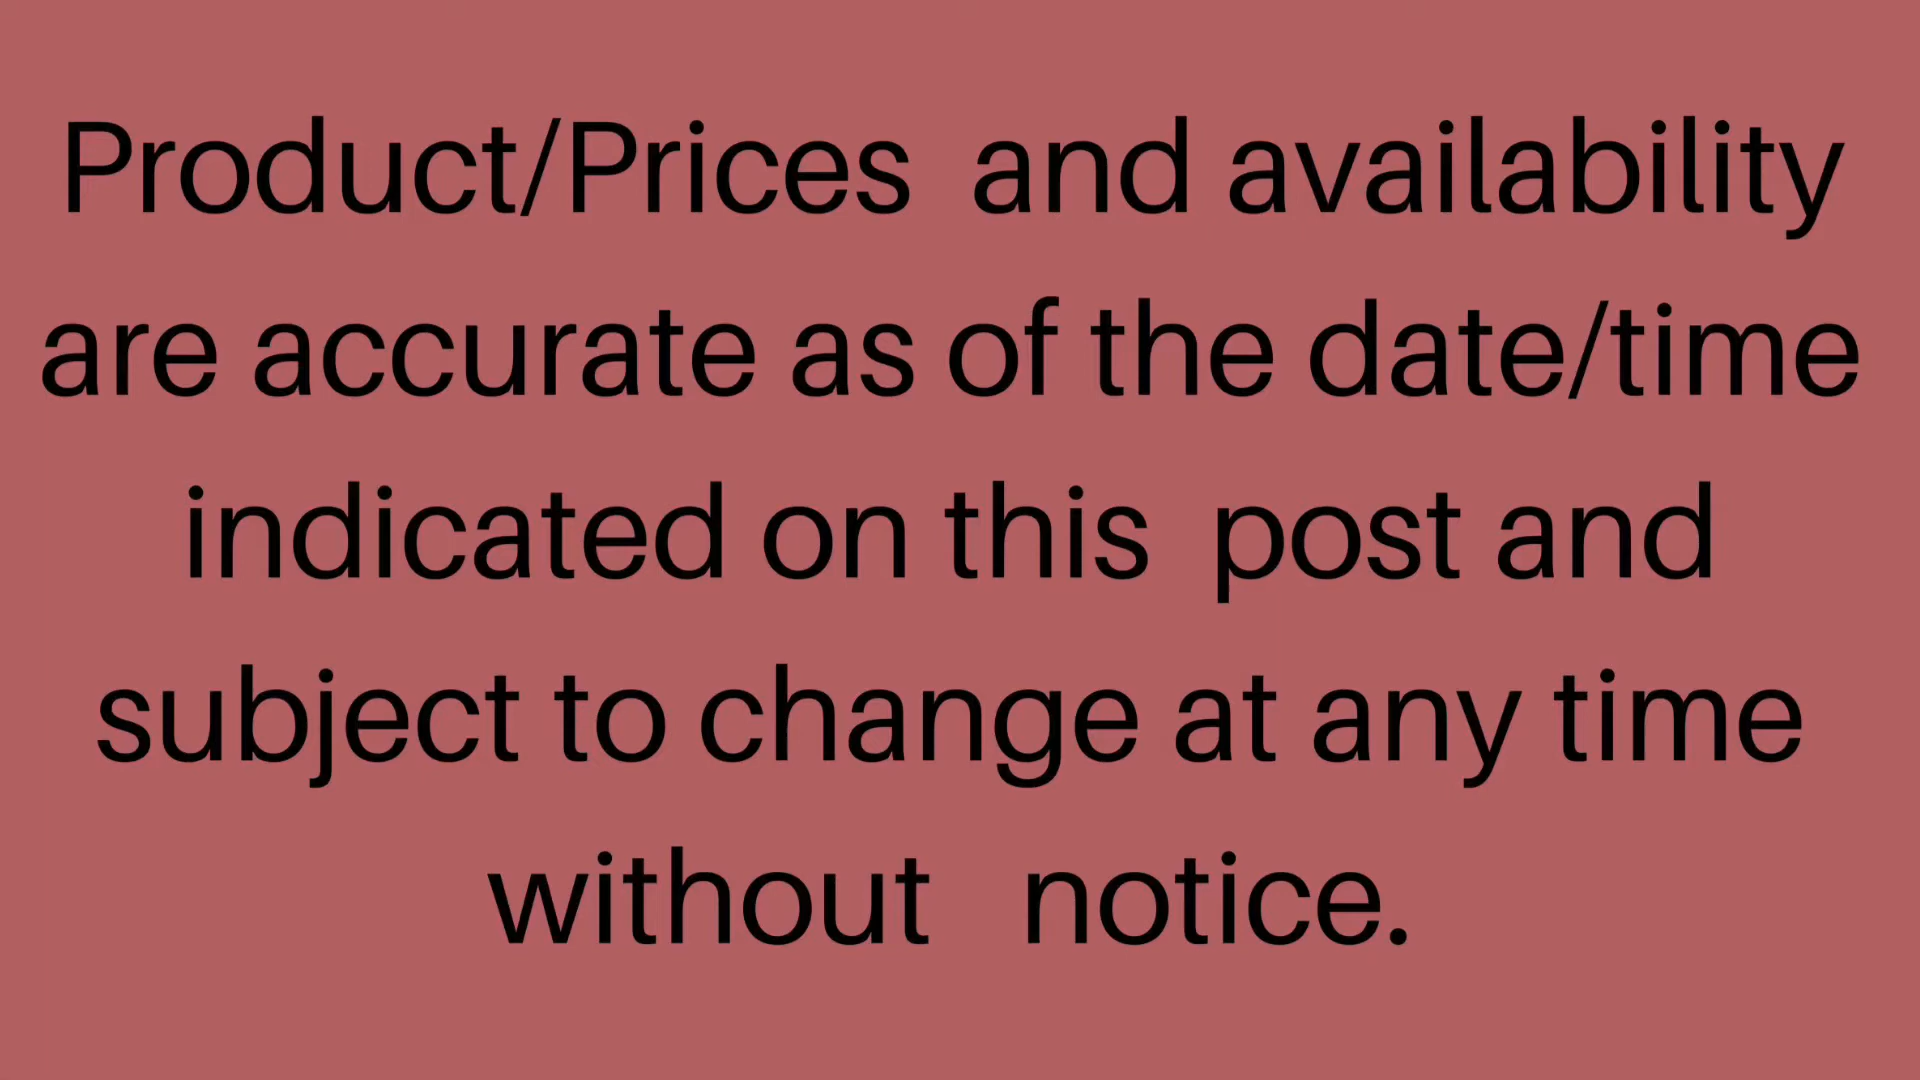 Product/Prices  and availability
are accurate as of the date/time
indicated on this  post and
subject to change at any time
without   notice.